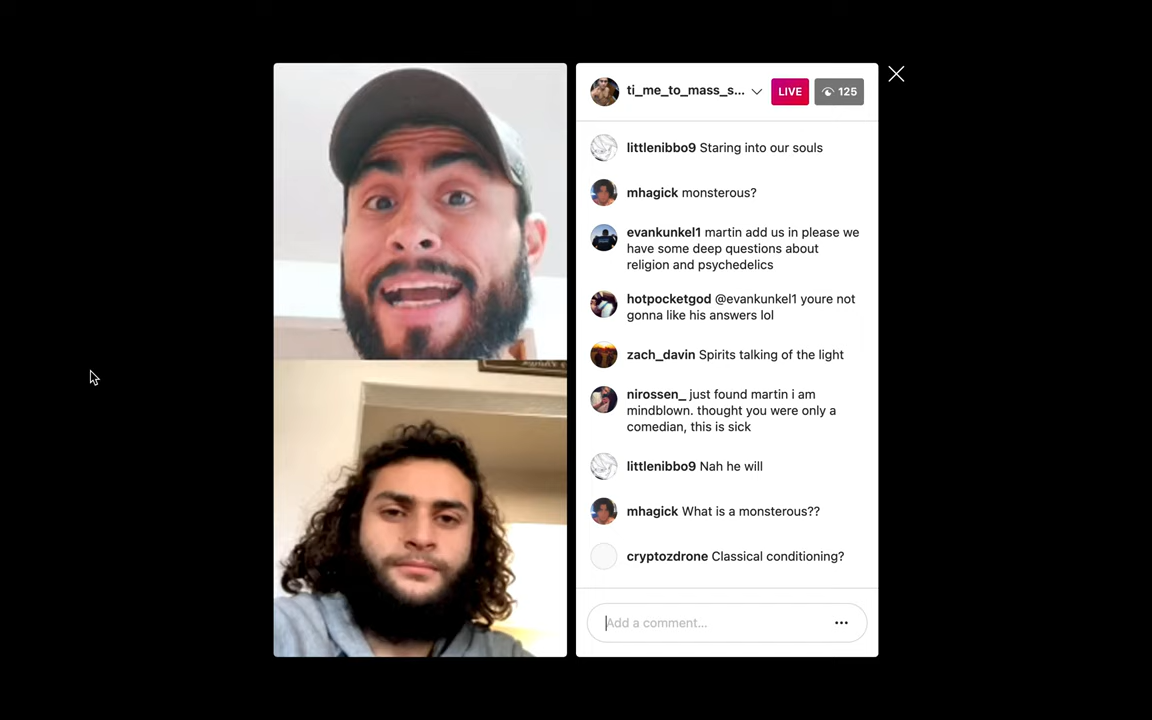 ti_me_to_mass_s...
LIVE
125
littlenibbo9 Staring into our souls
mhagick monsterous?
evankunkel1 martin add us in please we
have some deep questions about
religion and psychedelics
hotpocketgod @evankunkel1 youre not
gonna like his answers lol
zach_davin Spirits talking of the light
nirossen_ just found martin i am
mindblown. thought you were only a
comedian, this is sick
littlenibbo9 Nah he will
mhagick What is a monsterous??
cryptozdrone Classical conditioning?
Add a comment...